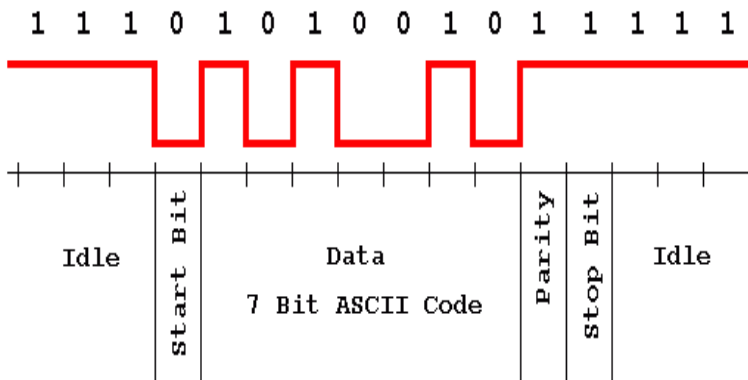 1 1 1 0 1 0 1 0 0 1 0 1 1 1 1 1
Idle
Start Bit
Data
7 Bit ASCII Code
Parity
Stop Bit
Idle